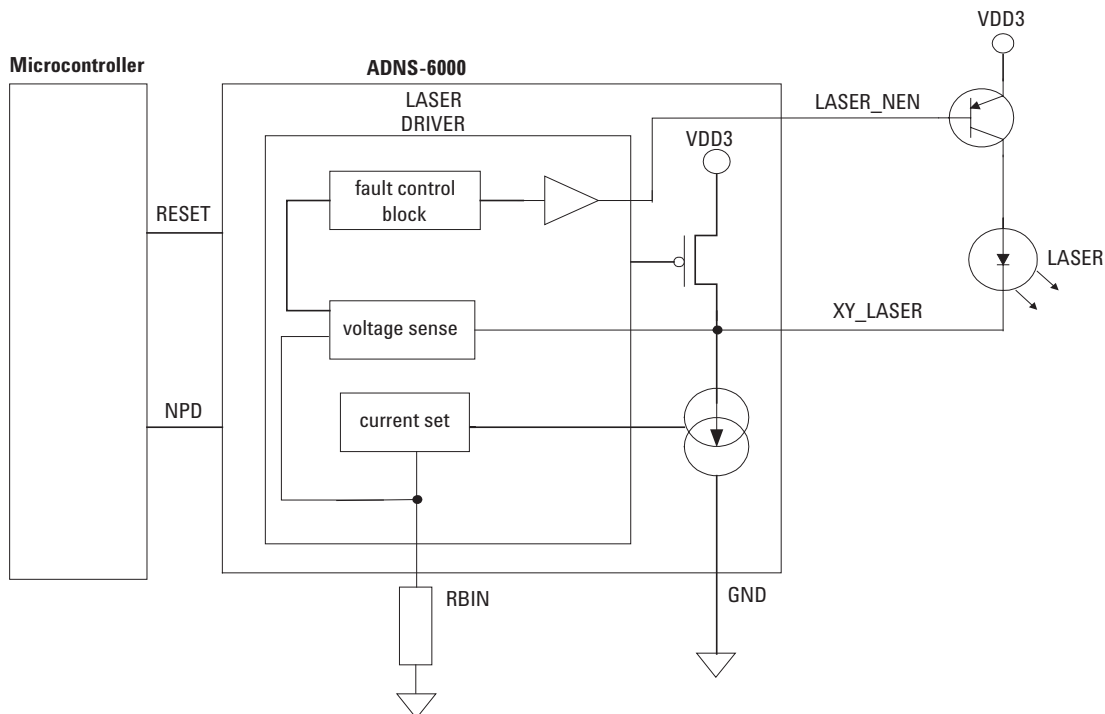 VDD3
Microcontroller
ADNS-6000
LASER
DRIVER
LASER_NEN
VDD3
fault control
block
RESET
LASER
XY_LASER
voltage sense
NPD
current set
RBIN
GND